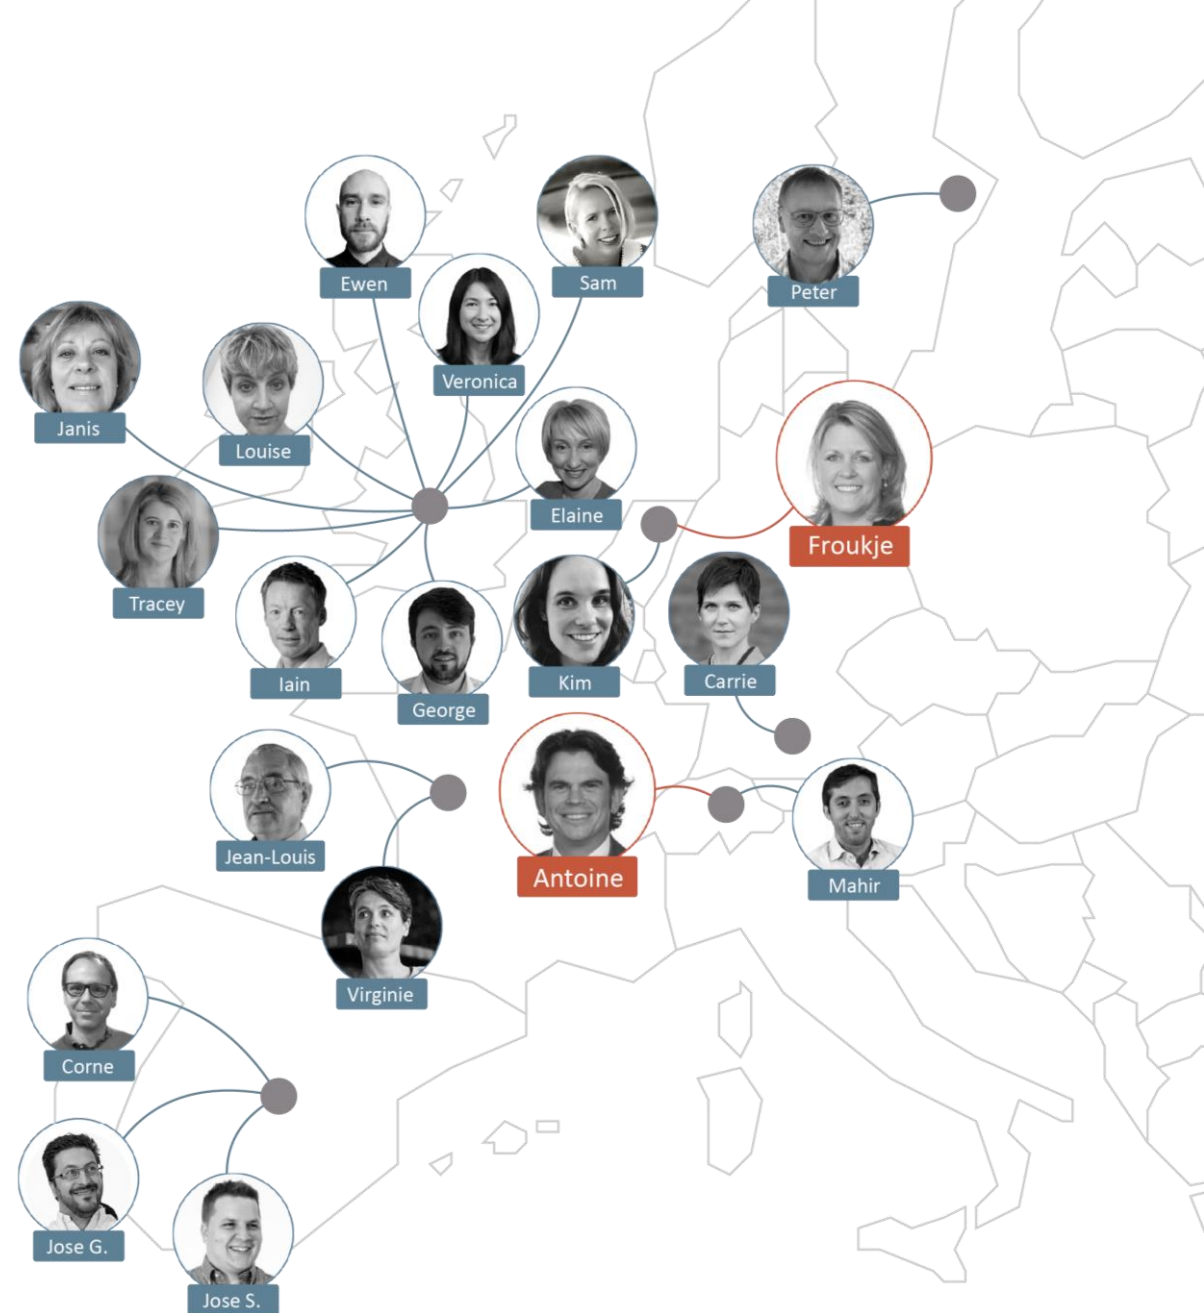 Ewen
Sam
Peter
Veronica
Janis
Louise
Elaine
Froukje
Tracey
Iain
Kim
Carrie
George
Jean-Louis
Antoine
Mahir
Virginie
Corne
Jose G.
Jose S.